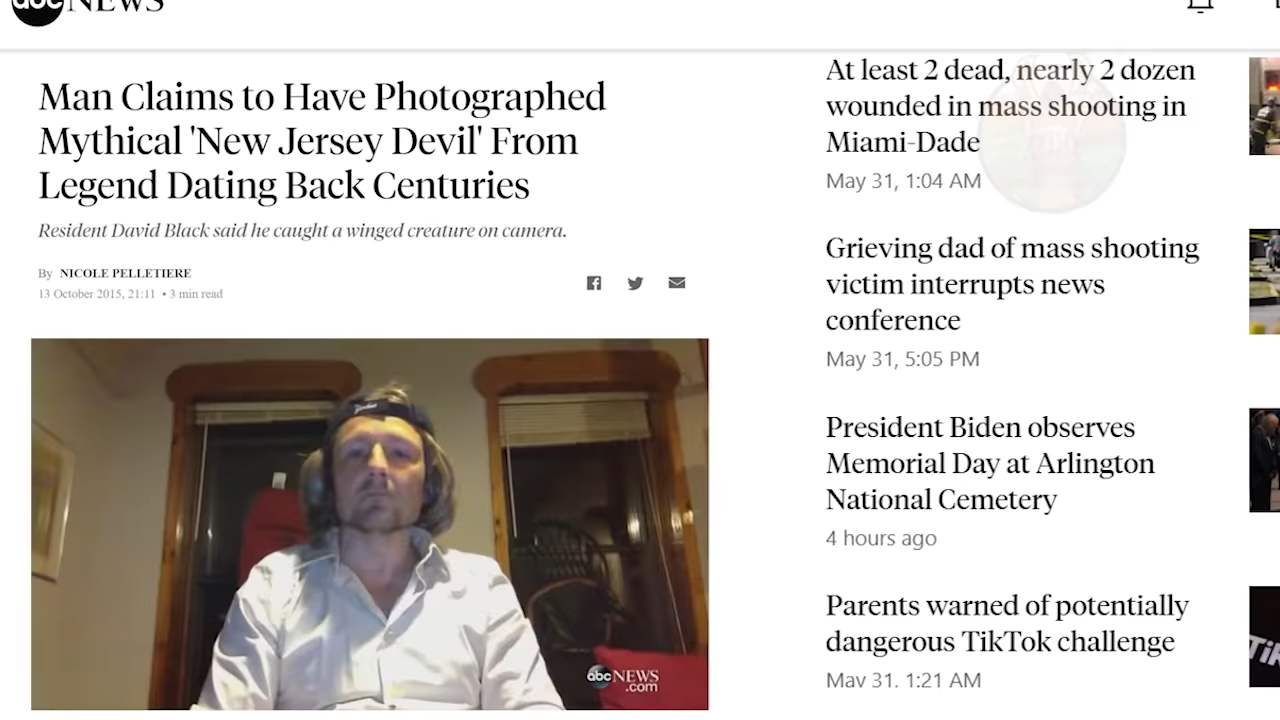 abc NEWS
Man Claims to Have Photographed
Mythical 'New Jersey Devil' From
Legend Dating Back Centuries
Resident David Black said he caught a winged creature on camera.
By NICOLE PELLETIERE
13 October 2015, 21:11 • 3 min read
abc NEWS
.com
At least 2 dead, nearly 2 dozen
wounded in mass shooting in
Miami-Dade
May 31, 1:04 AM
Grieving dad of mass shooting
victim interrupts news
conference
May 31, 5:05 PM
President Biden observes
Memorial Day at Arlington
National Cemetery
4 hours ago
Parents warned of potentially
dangerous TikTok challenge
May 31, 1:21 AM